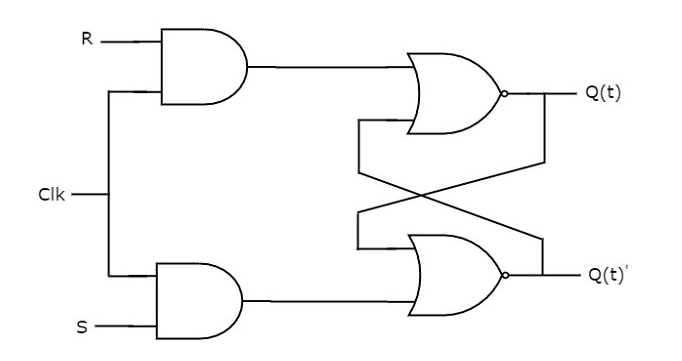 R
Q(t)
Clk
Q(t)'
S